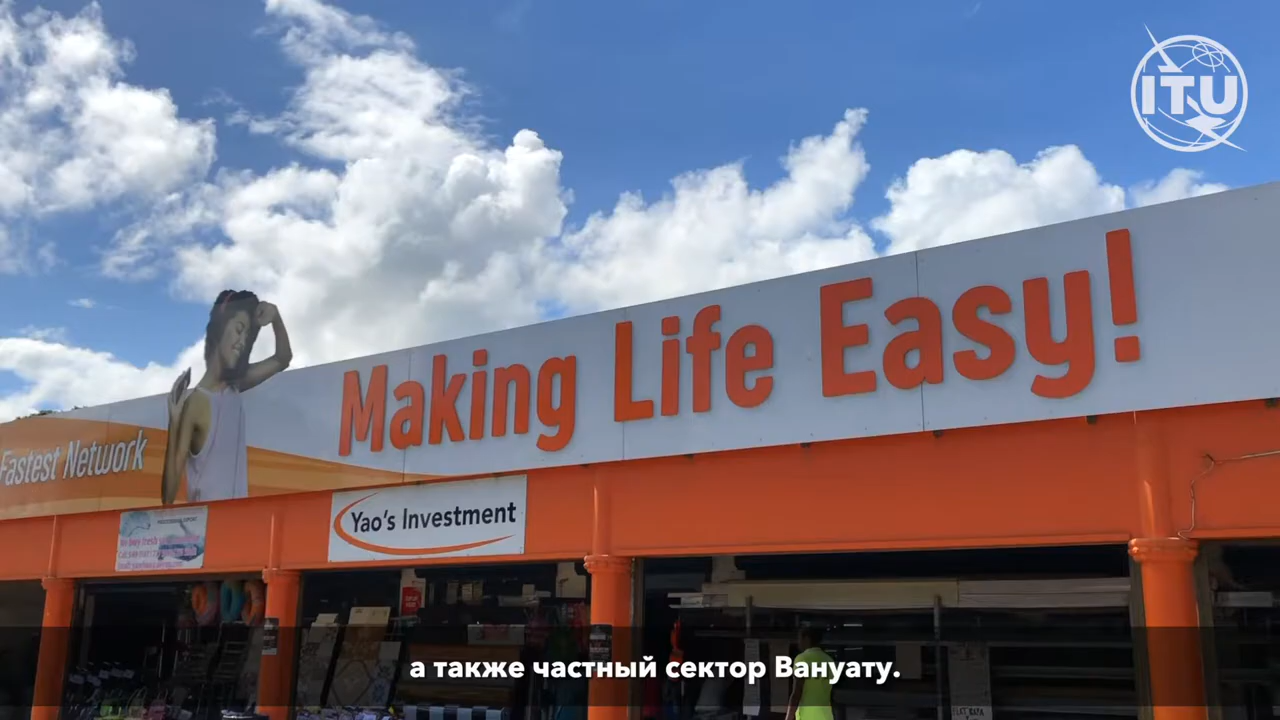 ITU
Making Life Easy!
Fastest Network
Yao's Investment
а также частный сектор Вануату.